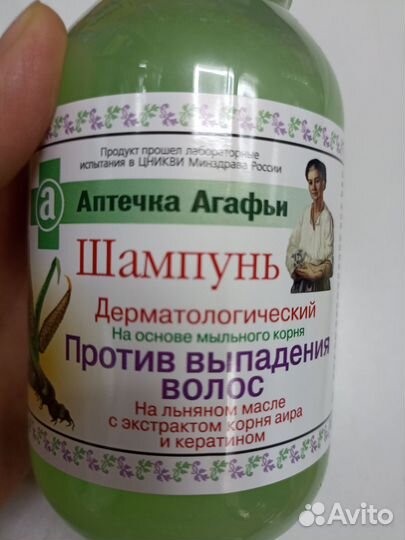 Продукт прошел лабораторные
испытания в ЦНИКВИ Минздрава России
а
Аптечка Агафьи
Шампунь
Дерматологический
На основе мыльного корня
Против выпадения
волос
На льняном масле
с экстрактом корня аира
и кератином
Avito